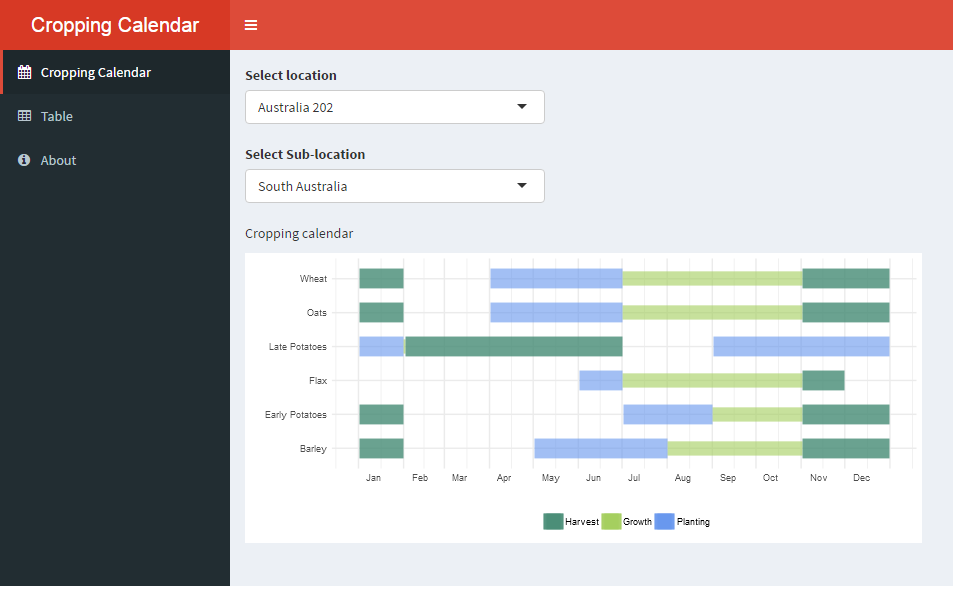 Cropping Calendar
Cropping Calendar
Table
About
Select location
Australia 202
Select Sub-location
South Australia
Cropping calendar
Wheat
Oats
Late Potatoes
Flax
Early Potatoes
Barley
Jan Feb Mar Apr May Jun Jul Aug Sep Oct Nov Dec
Harvest Growth Planting